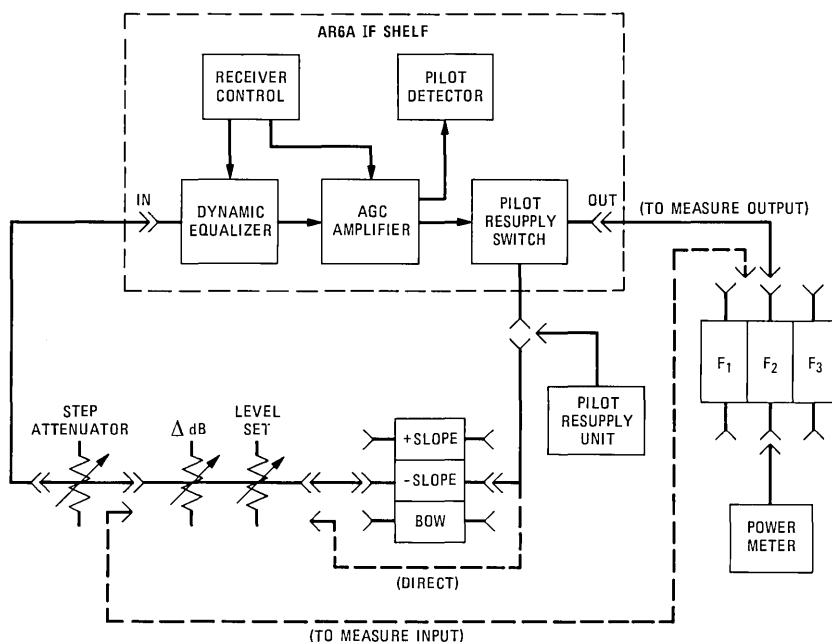 AR6A IF SHELF
RECEIVER
CONTROL
PILOT
DETECTOR
IN
DYNAMIC
EQUALIZER
AGC
AMPLIFIER
PILOT
RESUPPLY
SWITCH
OUT
(TO MEASURE OUTPUT)
F1
F2
F3
STEP
ATTENUATOR
Δ dB
LEVEL
SET
+SLOPE
-SLOPE
BOW
PILOT
RESUPPLY
UNIT
POWER
METER
(DIRECT)
(TO MEASURE INPUT)